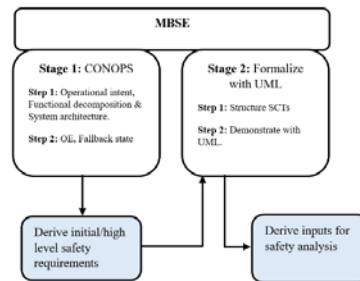 MBSE
Stage 1: CONOPS
Step 1: Operational intent,
Functional decomposition &
System architecture.
Step 2: OE, Fallback state
Stage 2: Formalize
with UML
Step 1: Structure SCTs
Step 2: Demonstrate with
UML.
Derive initial/high
level safety
requirements
Derive inputs for
safety analysis